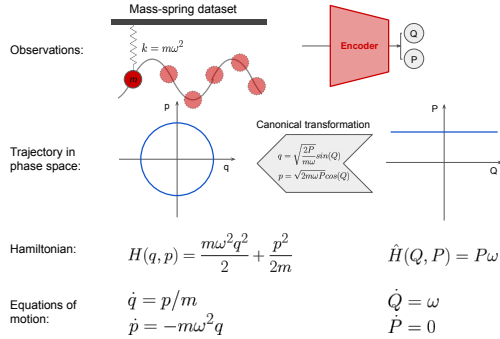 Mass-spring dataset
Observations:
k = mω²
m
Encoder
Q
P
Trajectory in
phase space:
p
q
Canonical transformation
q = √(2P/mω) sin(Q)
p = √(2mωP) cos(Q)
P
Q
Hamiltonian:
H(q, p) = mω²q²/2 + p²/2m
Ĥ(Q, P) = Pω
Equations of
motion:
q̇ = p/m
ṗ = −mω²q
Q̇ = ω
Ṗ = 0